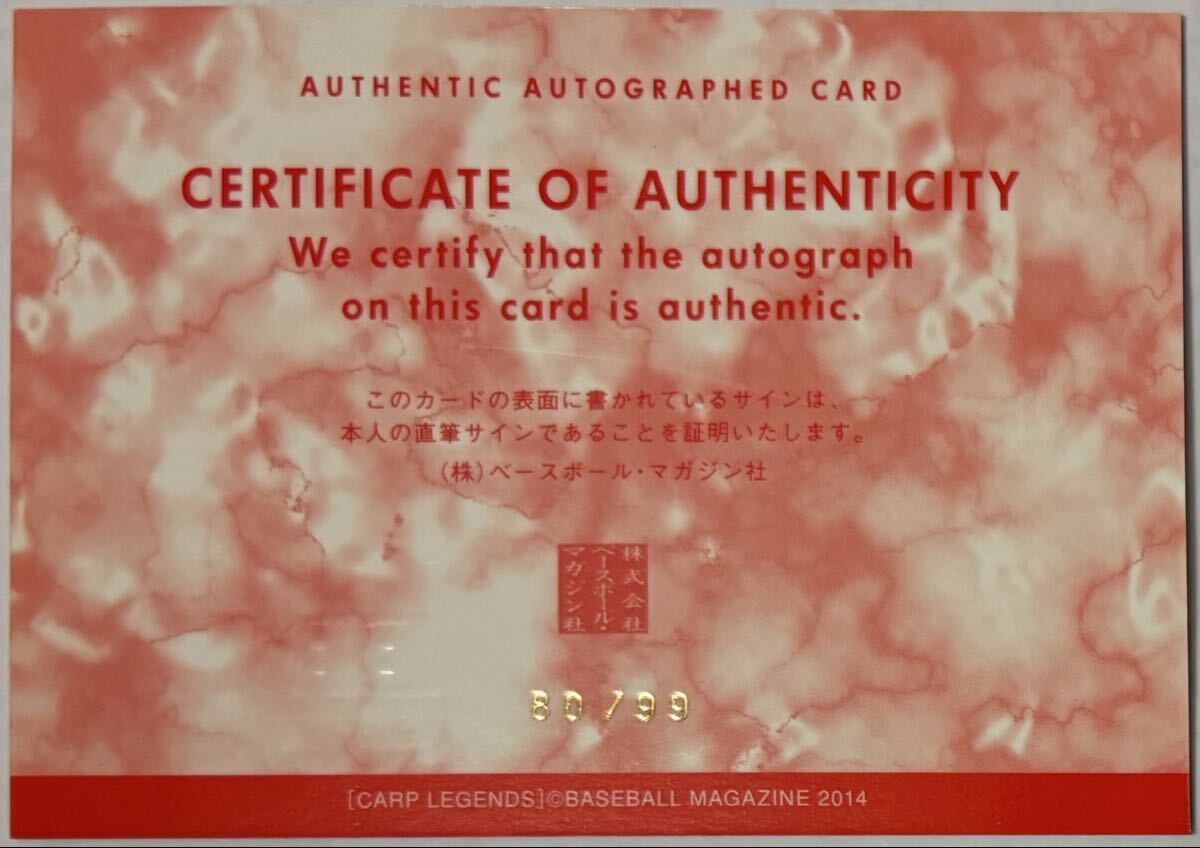 AUTHENTIC AUTOGRAPHED CARD
CERTIFICATE OF AUTHENTICITY
We certify that the autograph
on this card is authentic.
このカードの表面に書かれているサインは、
本人の直筆サインであることを証明いたします。
(株)ベースボール・マガジン社
株式会社
ベースボール・
マガジン社
80/99
[CARP LEGENDS]©BASEBALL MAGAZINE 2014